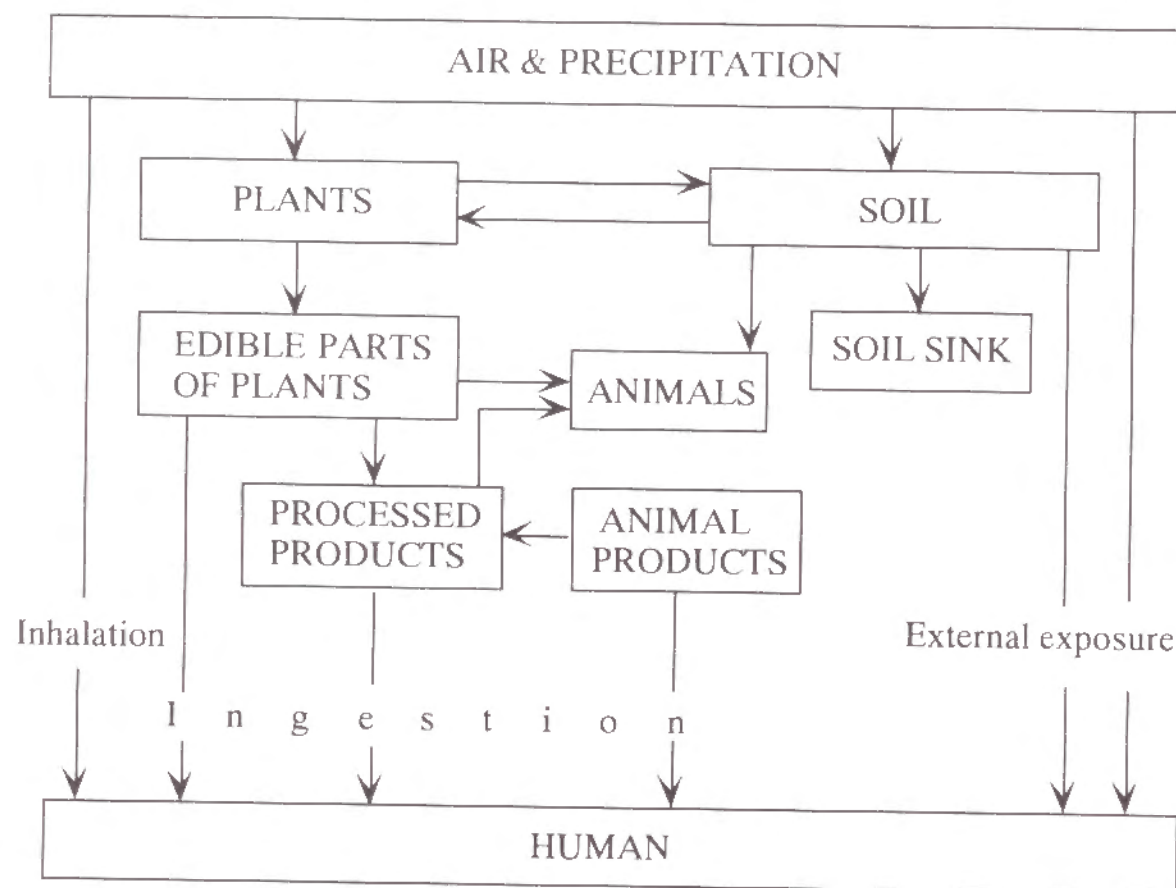 AIR & PRECIPITATION
PLANTS
SOIL
EDIBLE PARTS
OF PLANTS
ANIMALS
SOIL SINK
PROCESSED
PRODUCTS
ANIMAL
PRODUCTS
Inhalation
External exposure
Ingestion
HUMAN